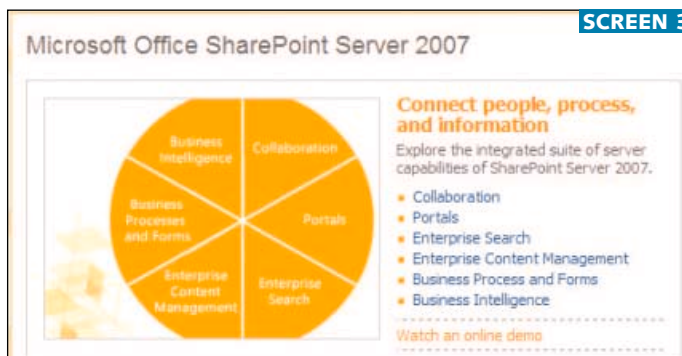 SCREEN 3
Microsoft Office SharePoint Server 2007
Business
Intelligence
Collaboration
Business
Processes
and Forms
Portals
Enterprise
Content
Management
Enterprise
Search
Connect people, process,
and information
Explore the integrated suite of server
capabilities of SharePoint Server 2007.
Collaboration
Portals
Enterprise Search
Enterprise Content Management
Business Process and Forms
Business Intelligence
Watch an online demo